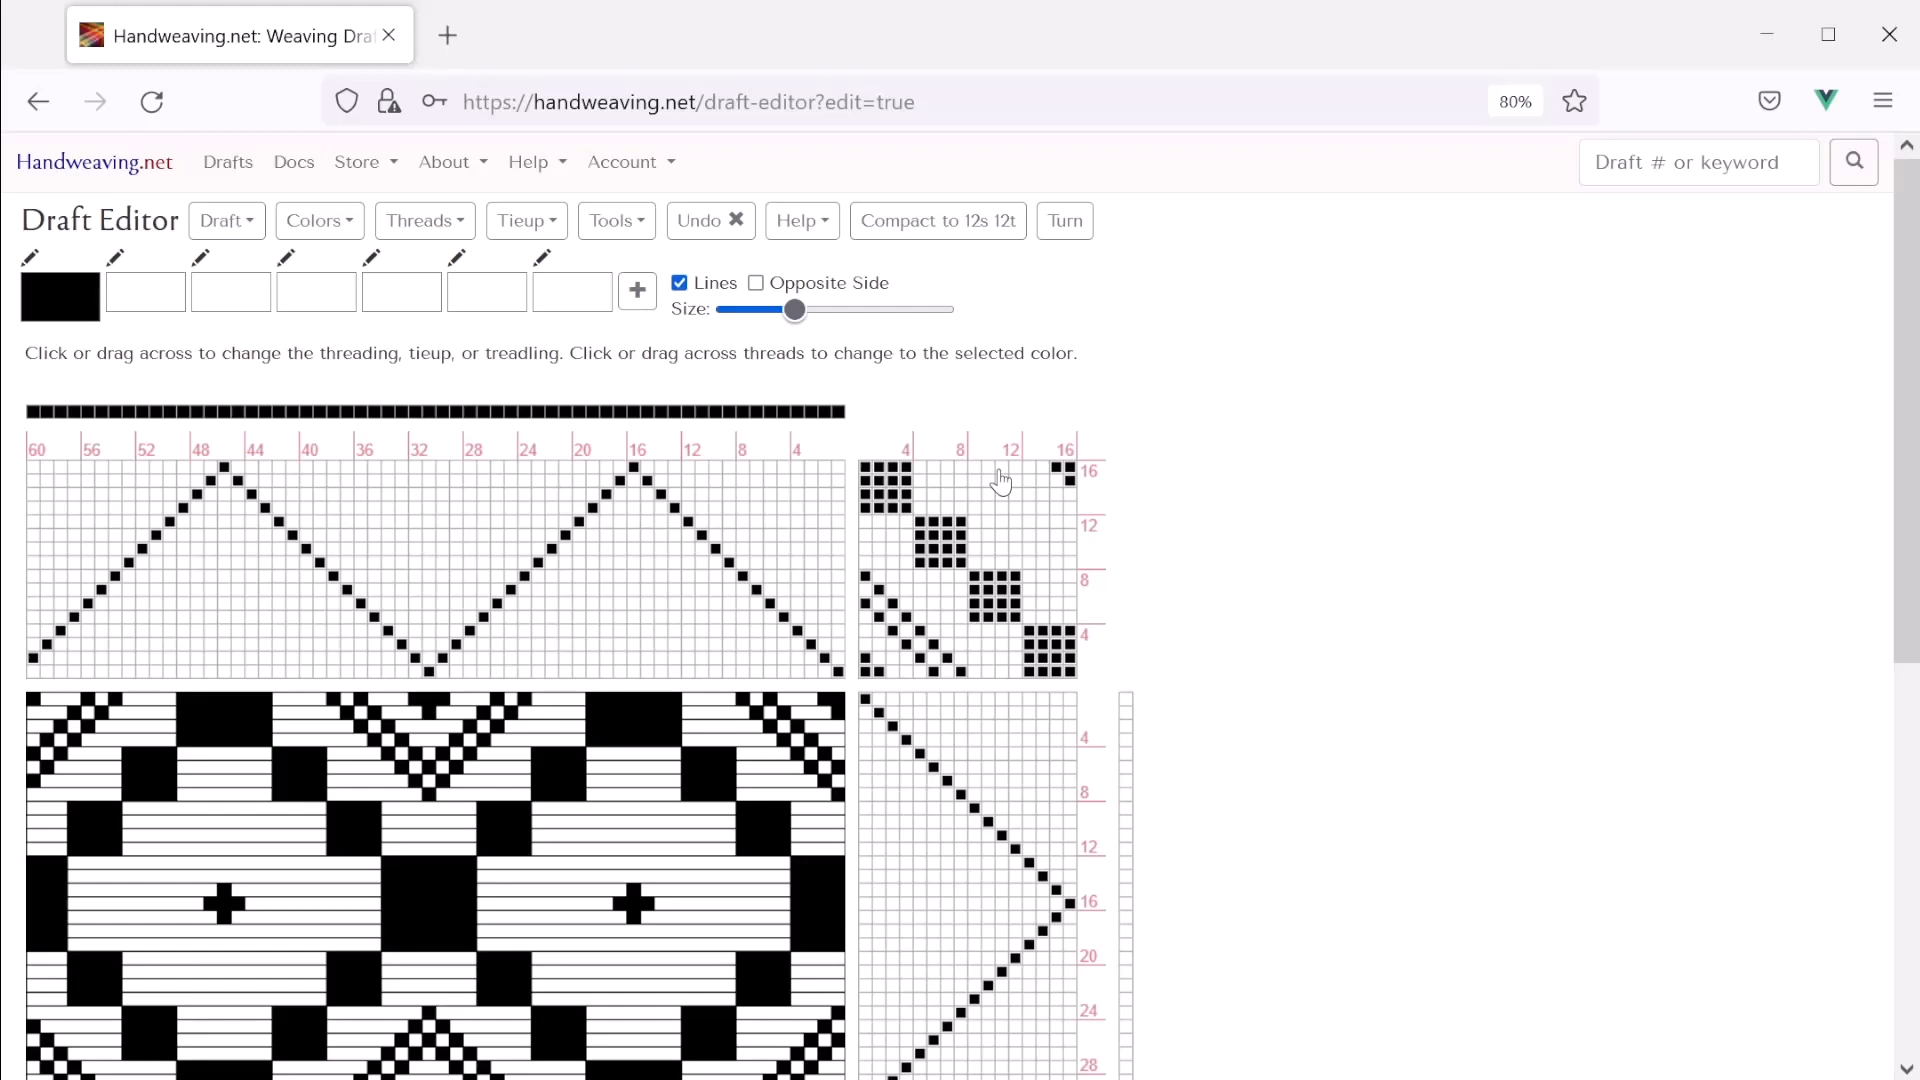 Handweaving.net: Weaving Dra
https://handweaving.net/draft-editor?edit=true
80%
Handweaving.net Drafts Docs Store About Help Account Draft # or keyword
Draft Editor Draft Colors Threads Tieup Tools Undo Help Compact to 12s 12t Turn
Lines Opposite Side
Size:
Click or drag across to change the threading, tieup, or treadling. Click or drag across threads to change to the selected color.
60 56 52 48 44 40 36 32 28 24 20 16 12 8 4 4 8 12 16
16
12
8
4
4
8
12
16
20
24
28